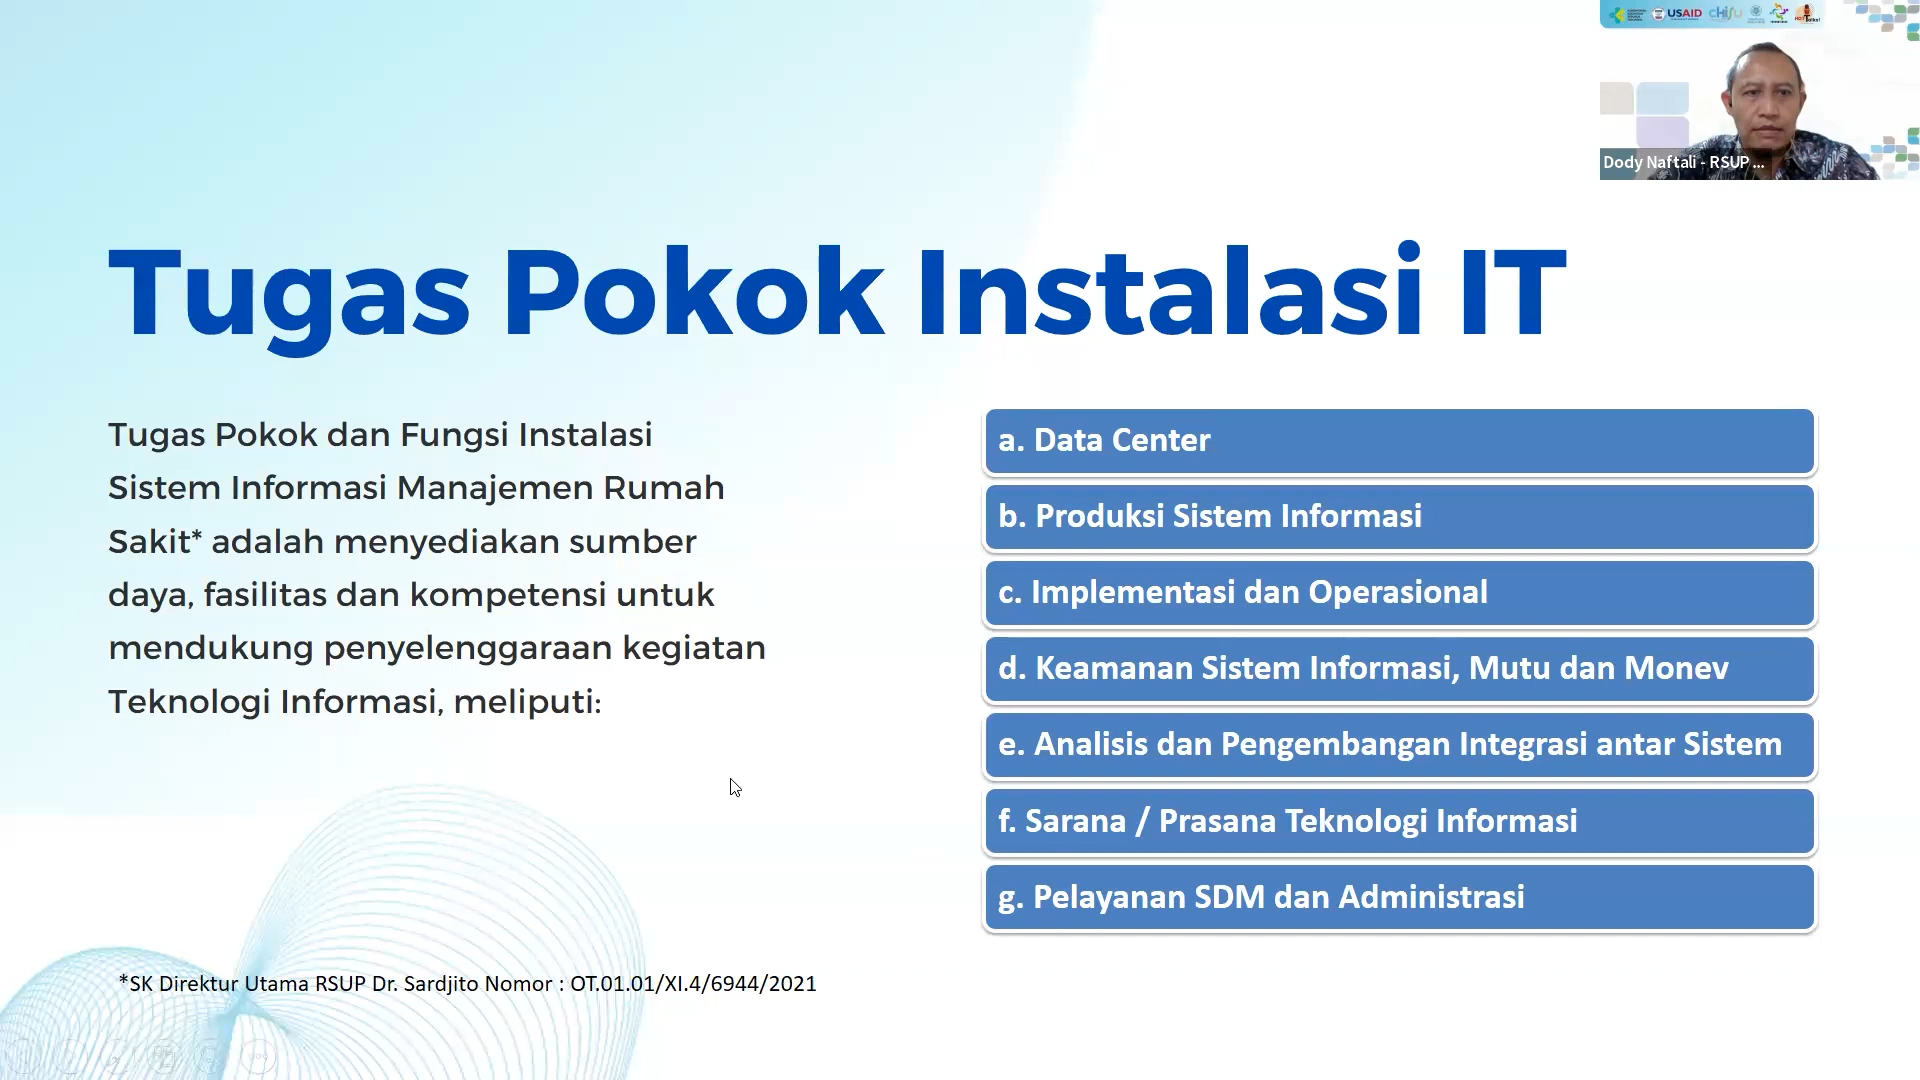 USAID
CHISU
Dody Naftali - RSUP ...
Tugas Pokok Instalasi IT
Tugas Pokok dan Fungsi Instalasi
Sistem Informasi Manajemen Rumah
Sakit* adalah menyediakan sumber
daya, fasilitas dan kompetensi untuk
mendukung penyelenggaraan kegiatan
Teknologi Informasi, meliputi:
a. Data Center
b. Produksi Sistem Informasi
c. Implementasi dan Operasional
d. Keamanan Sistem Informasi, Mutu dan Monev
e. Analisis dan Pengembangan Integrasi antar Sistem
f. Sarana / Prasana Teknologi Informasi
g. Pelayanan SDM dan Administrasi
*SK Direktur Utama RSUP Dr. Sardjito Nomor : OT.01.01/XI.4/6944/2021